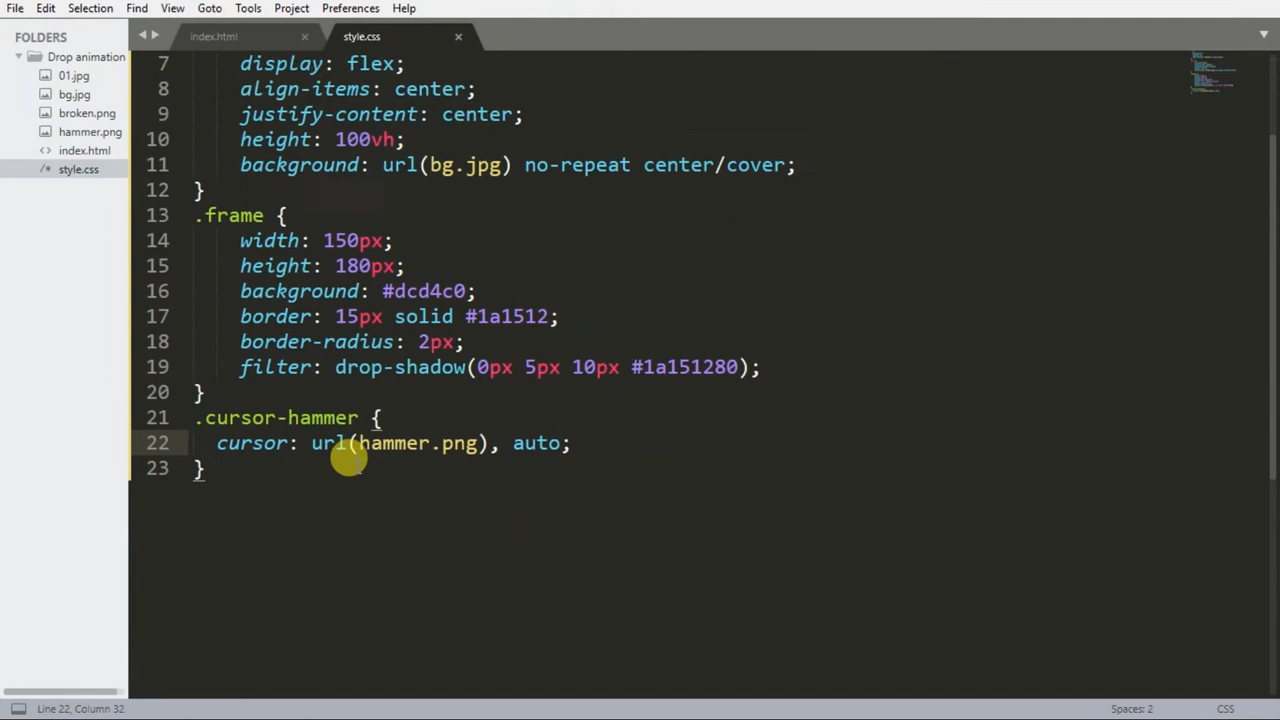 File Edit Selection Find View Goto Tools Project Preferences Help
FOLDERS
Drop animation
01.jpg
bg.jpg
broken.png
hammer.png
<> index.html
/* style.css
index.html ×
style.css ×
7 display: flex;
8 align-items: center;
9 justify-content: center;
10 height: 100vh;
11 background: url(bg.jpg) no-repeat center/cover;
12 }
13 .frame {
14 width: 150px;
15 height: 180px;
16 background: #dcd4c0;
17 border: 15px solid #1a1512;
18 border-radius: 2px;
19 filter: drop-shadow(0px 5px 10px #1a151280);
20 }
21 .cursor-hammer {
22 cursor: url(hammer.png), auto;
23 }
Line 22, Column 32
Spaces: 2
CSS